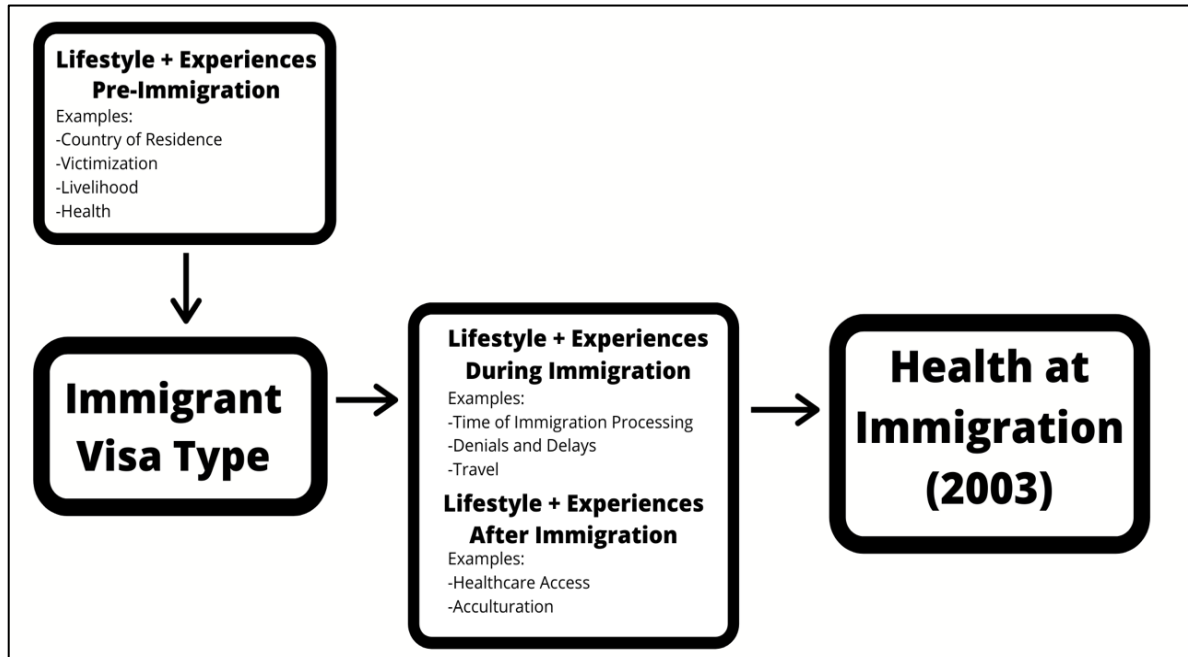 Lifestyle + Experiences
Pre-Immigration
Examples:
-Country of Residence
-Victimization
-Livelihood
-Health
Immigrant
Visa Type
Lifestyle + Experiences
During Immigration
Examples:
-Time of Immigration Processing
-Denials and Delays
-Travel
Lifestyle + Experiences
After Immigration
Examples:
-Healthcare Access
-Acculturation
Health at
Immigration
(2003)